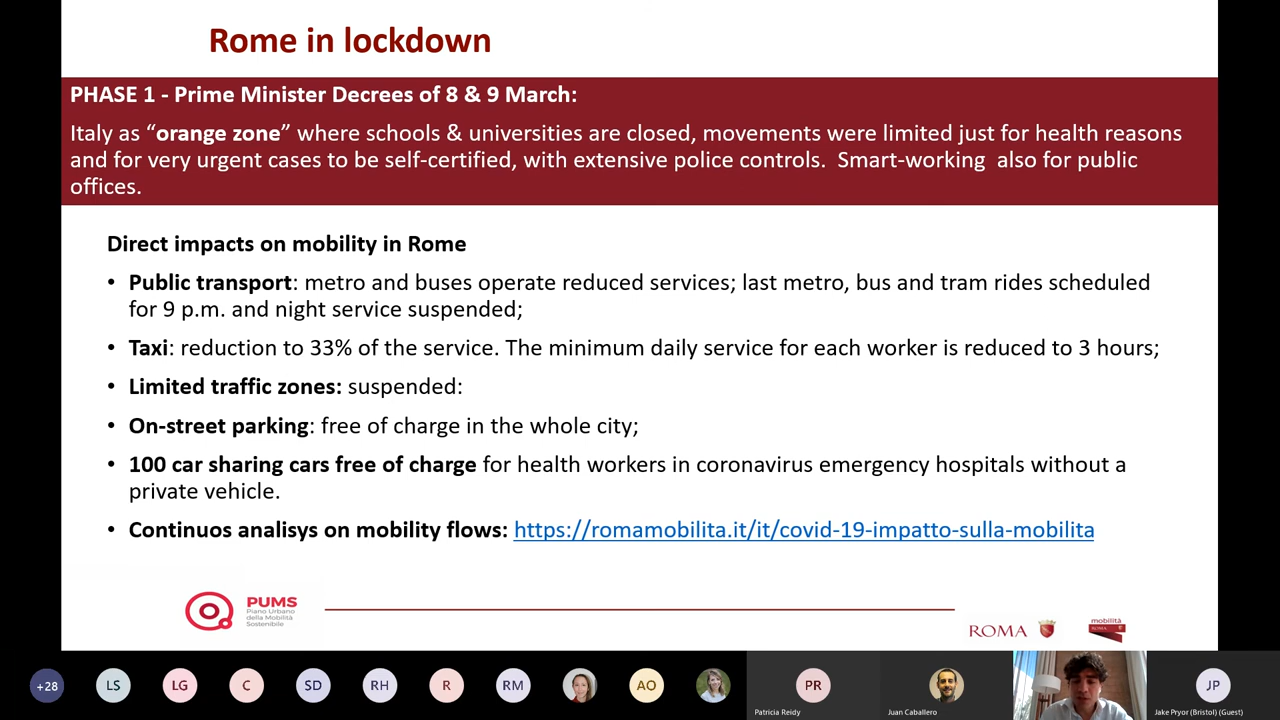 Rome in lockdown
PHASE 1 - Prime Minister Decrees of 8 & 9 March:
Italy as “orange zone” where schools & universities are closed, movements were limited just for health reasons
and for very urgent cases to be self-certified, with extensive police controls.  Smart-working  also for public
offices.
Direct impacts on mobility in Rome
• Public transport: metro and buses operate reduced services; last metro, bus and tram rides scheduled
for 9 p.m. and night service suspended;
• Taxi: reduction to 33% of the service. The minimum daily service for each worker is reduced to 3 hours;
• Limited traffic zones: suspended:
• On-street parking: free of charge in the whole city;
• 100 car sharing cars free of charge for health workers in coronavirus emergency hospitals without a
private vehicle.
• Continuos analisys on mobility flows: https://romamobilita.it/it/covid-19-impatto-sulla-mobilita
PUMS
Piano Urbano
della Mobilità
Sostenibile
ROMA
mobilità
ROMA
+28
LS
LG
C
SD
RH
R
RM
AO
PR
JP
Patricia Reidy
Juan Caballero
Jake Pryor (Bristol) (Guest)